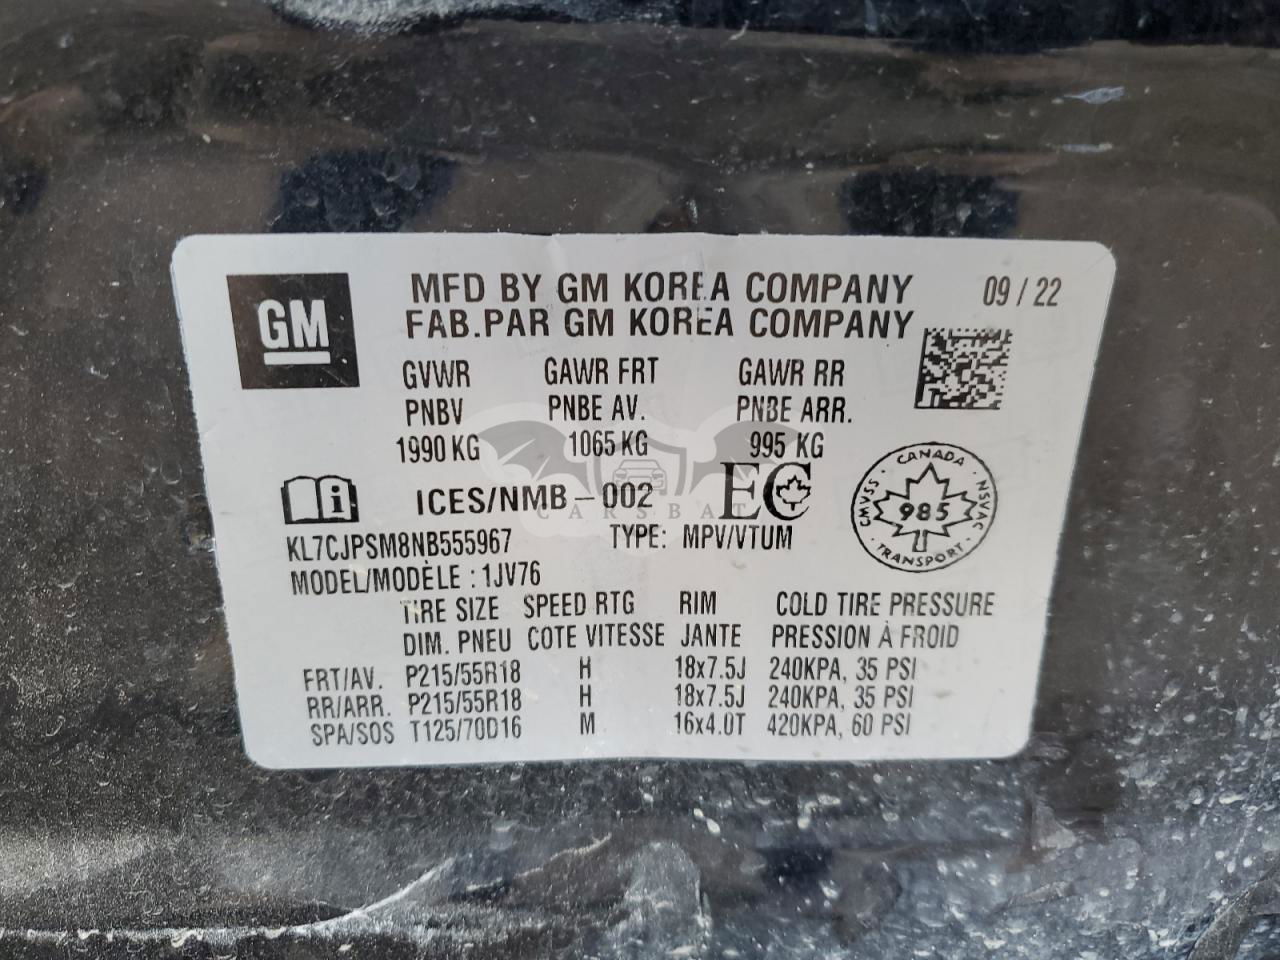 GM
MFD BY GM KOREA COMPANY 09 / 22
FAB.PAR GM KOREA COMPANY
GVWR GAWR FRT GAWR RR
PNBV PNBE AV. PNBE ARR.
1990 KG 1065 KG 995 KG
i ICES/NMB-002 EC
CARSBAT
CANADA
CMVSS 985 NSVAC
TRANSPORT
KL7CJPSM8NB555967 TYPE: MPV/VTUM
MODEL/MODÈLE : 1JV76
TIRE SIZE SPEED RTG RIM COLD TIRE PRESSURE
DIM. PNEU COTE VITESSE JANTE PRESSION À FROID
FRT/AV. P215/55R18 H 18x7.5J 240KPA, 35 PSI
RR/ARR. P215/55R18 H 18x7.5J 240KPA, 35 PSI
SPA/SOS T125/70D16 M 16x4.0T 420KPA, 60 PSI